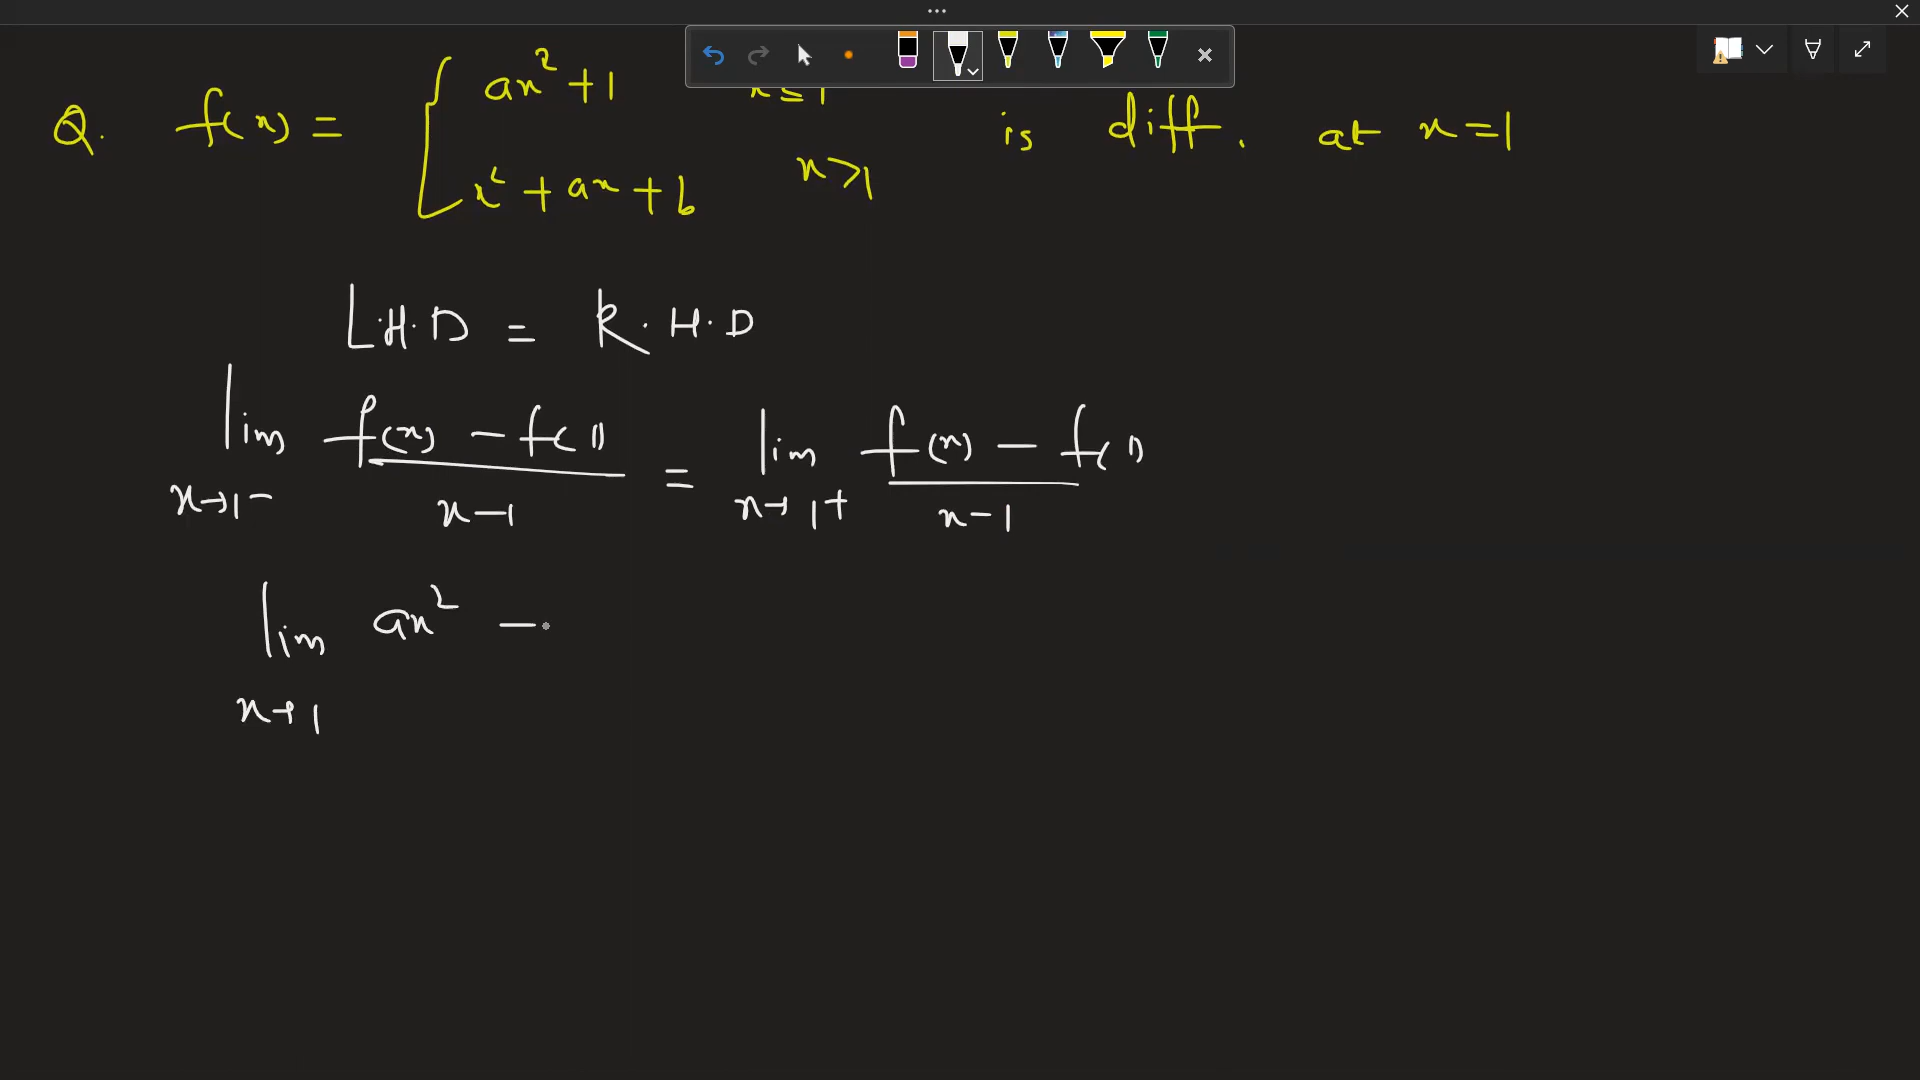 Q. f(x) = { ax² + 1 x ≤ 1 is diff. at x = 1
x² + ax + b x > 1
L.H.D = R.H.D
lim f(x) − f(1) = lim f(x) − f(1)
x→1− x−1 x→1+ x−1
lim ax² −
x→1